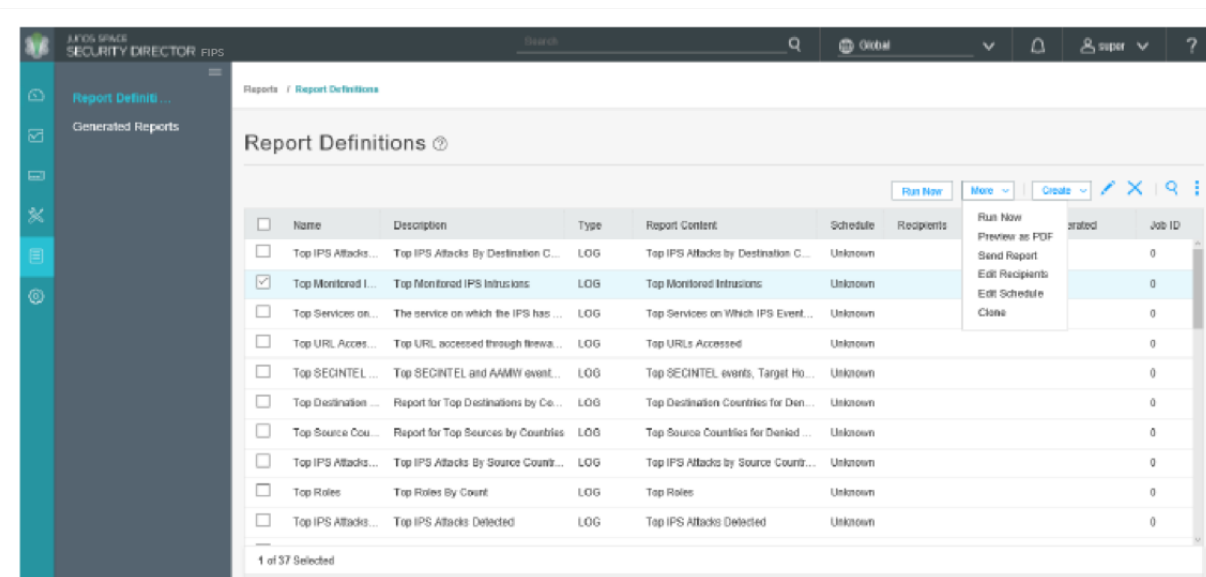 JUNOS SPACE
SECURITY DIRECTOR FIPS
Search
Global
super
?
Report Definiti ...
Generated Reports
Reports / Report Definitions
Report Definitions ?
Run Now More Create
Name Description Type Report Content Schedule Recipients erated Job ID
Run Now
Preview as PDF
Send Report
Edit Recipients
Edit Schedule
Clone
Top IPS Attacks... Top IPS Attacks By Destination C... LOG Top IPS Attacks by Destination C... Unknown 0
Top Monitored I... Top Monitored IPS Intrusions LOG Top Monitored Intrusions Unknown 0
Top Services on... The service on which the IPS has ... LOG Top Services on Which IPS Event... Unknown 0
Top URL Acces... Top URL accessed through firewa... LOG Top URLs Accessed Unknown 0
Top SECINTEL ... Top SECINTEL and AAMW event... LOG Top SECINTEL events, Target Ho... Unknown 0
Top Destination ... Report for Top Destinations by Co... LOG Top Destination Countries for Den... Unknown 0
Top Source Cou... Report for Top Sources by Countries LOG Top Source Countries for Denied ... Unknown 0
Top IPS Attacks... Top IPS Attacks By Source Countr... LOG Top IPS Attacks by Source Countr... Unknown 0
Top Roles Top Roles By Count LOG Top Roles Unknown 0
Top IPS Attacks... Top IPS Attacks Detected LOG Top IPS Attacks Detected Unknown 0
1 of 37 Selected